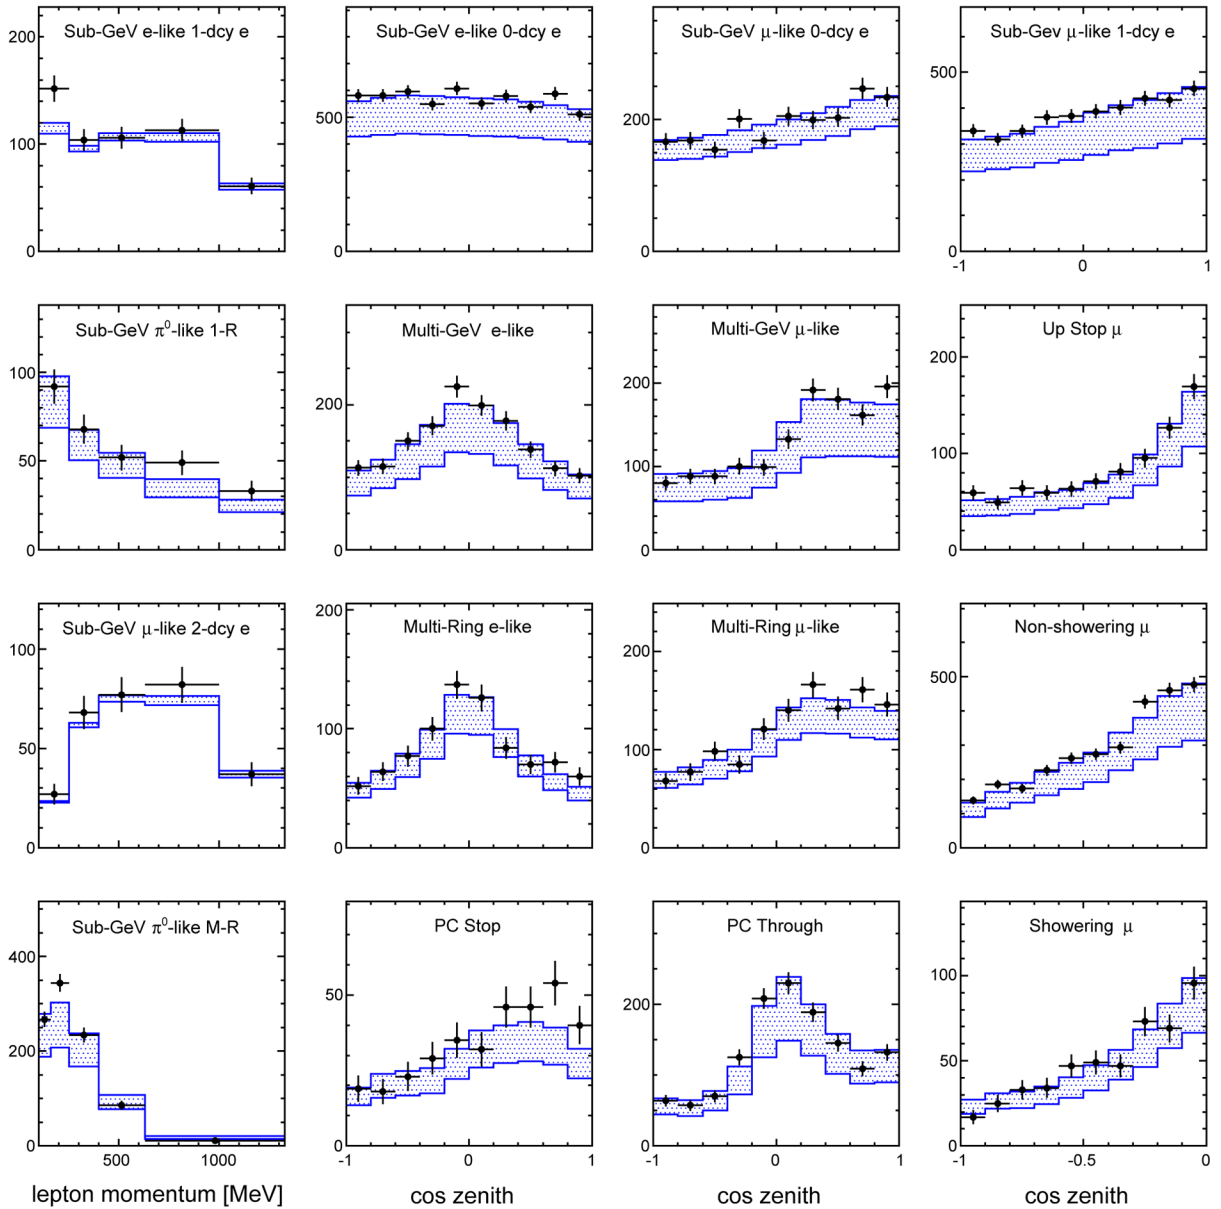 Sub-GeV e-like 1-dcy e
Sub-GeV e-like 0-dcy e
Sub-GeV μ-like 0-dcy e
Sub-Gev μ-like 1-dcy e
200
100
0
500
0
200
0
500
0
-1
0
1
Sub-GeV π⁰-like 1-R
Multi-GeV e-like
Multi-GeV μ-like
Up Stop μ
100
50
0
200
0
200
100
0
200
100
0
Sub-GeV μ-like 2-dcy e
Multi-Ring e-like
Multi-Ring μ-like
Non-showering μ
100
50
0
200
100
0
200
100
0
500
0
Sub-GeV π⁰-like M-R
PC Stop
PC Through
Showering μ
400
200
0
50
0
200
0
100
50
0
500
1000
-1
0
1
-1
0
1
-1
-0.5
0
lepton momentum [MeV]
cos zenith
cos zenith
cos zenith